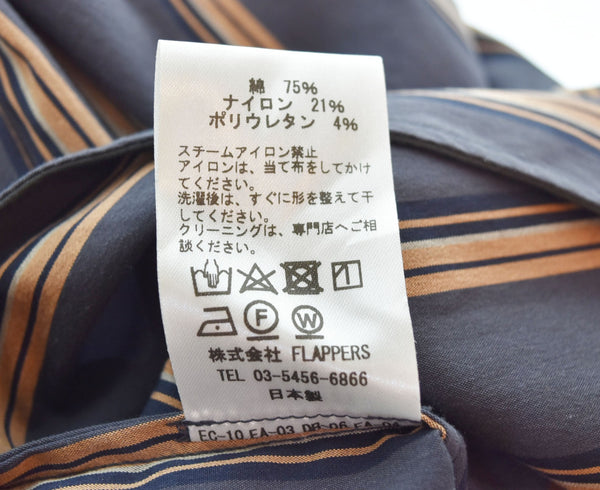 綿 75%
ナイロン 21%
ポリウレタン 4%
スチームアイロン禁止
アイロンは、当て布をしてかけ
てください。
洗濯後は、すぐに形を整えて干
してください。
クリーニングは、専門店へご相
談ください。
F W
株式会社 FLAPPERS
TEL 03-5456-6866
日本製
EC-10 EA-03